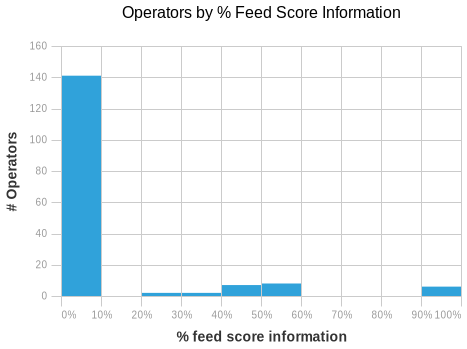 Operators by % Feed Score Information
160
140
120
100
80
60
40
20
0
# Operators
0% 10% 20% 30% 40% 50% 60% 70% 80% 90% 100%
% feed score information